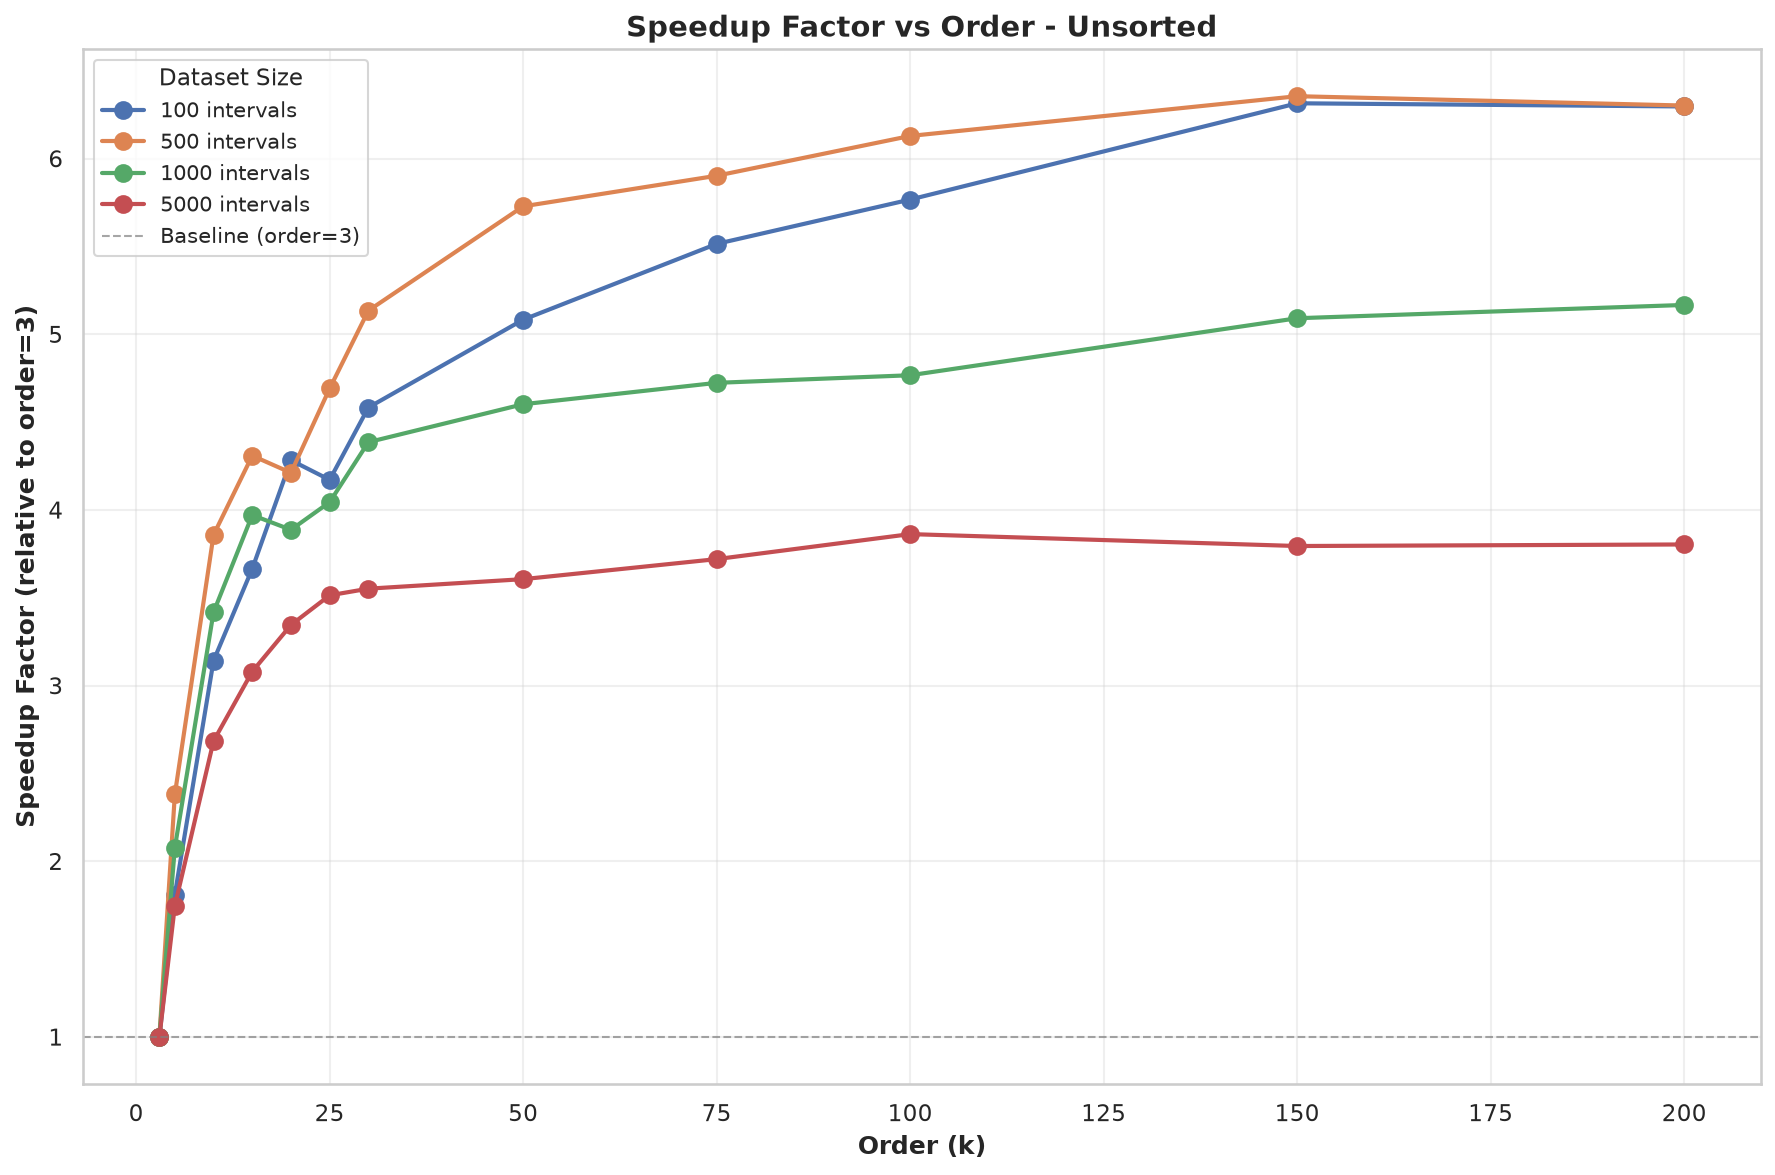 Speedup Factor vs Order - Unsorted
Dataset Size
100 intervals
500 intervals
1000 intervals
5000 intervals
Baseline (order=3)
Speedup Factor (relative to order=3)
6
5
4
3
2
1
0 25 50 75 100 125 150 175 200
Order (k)